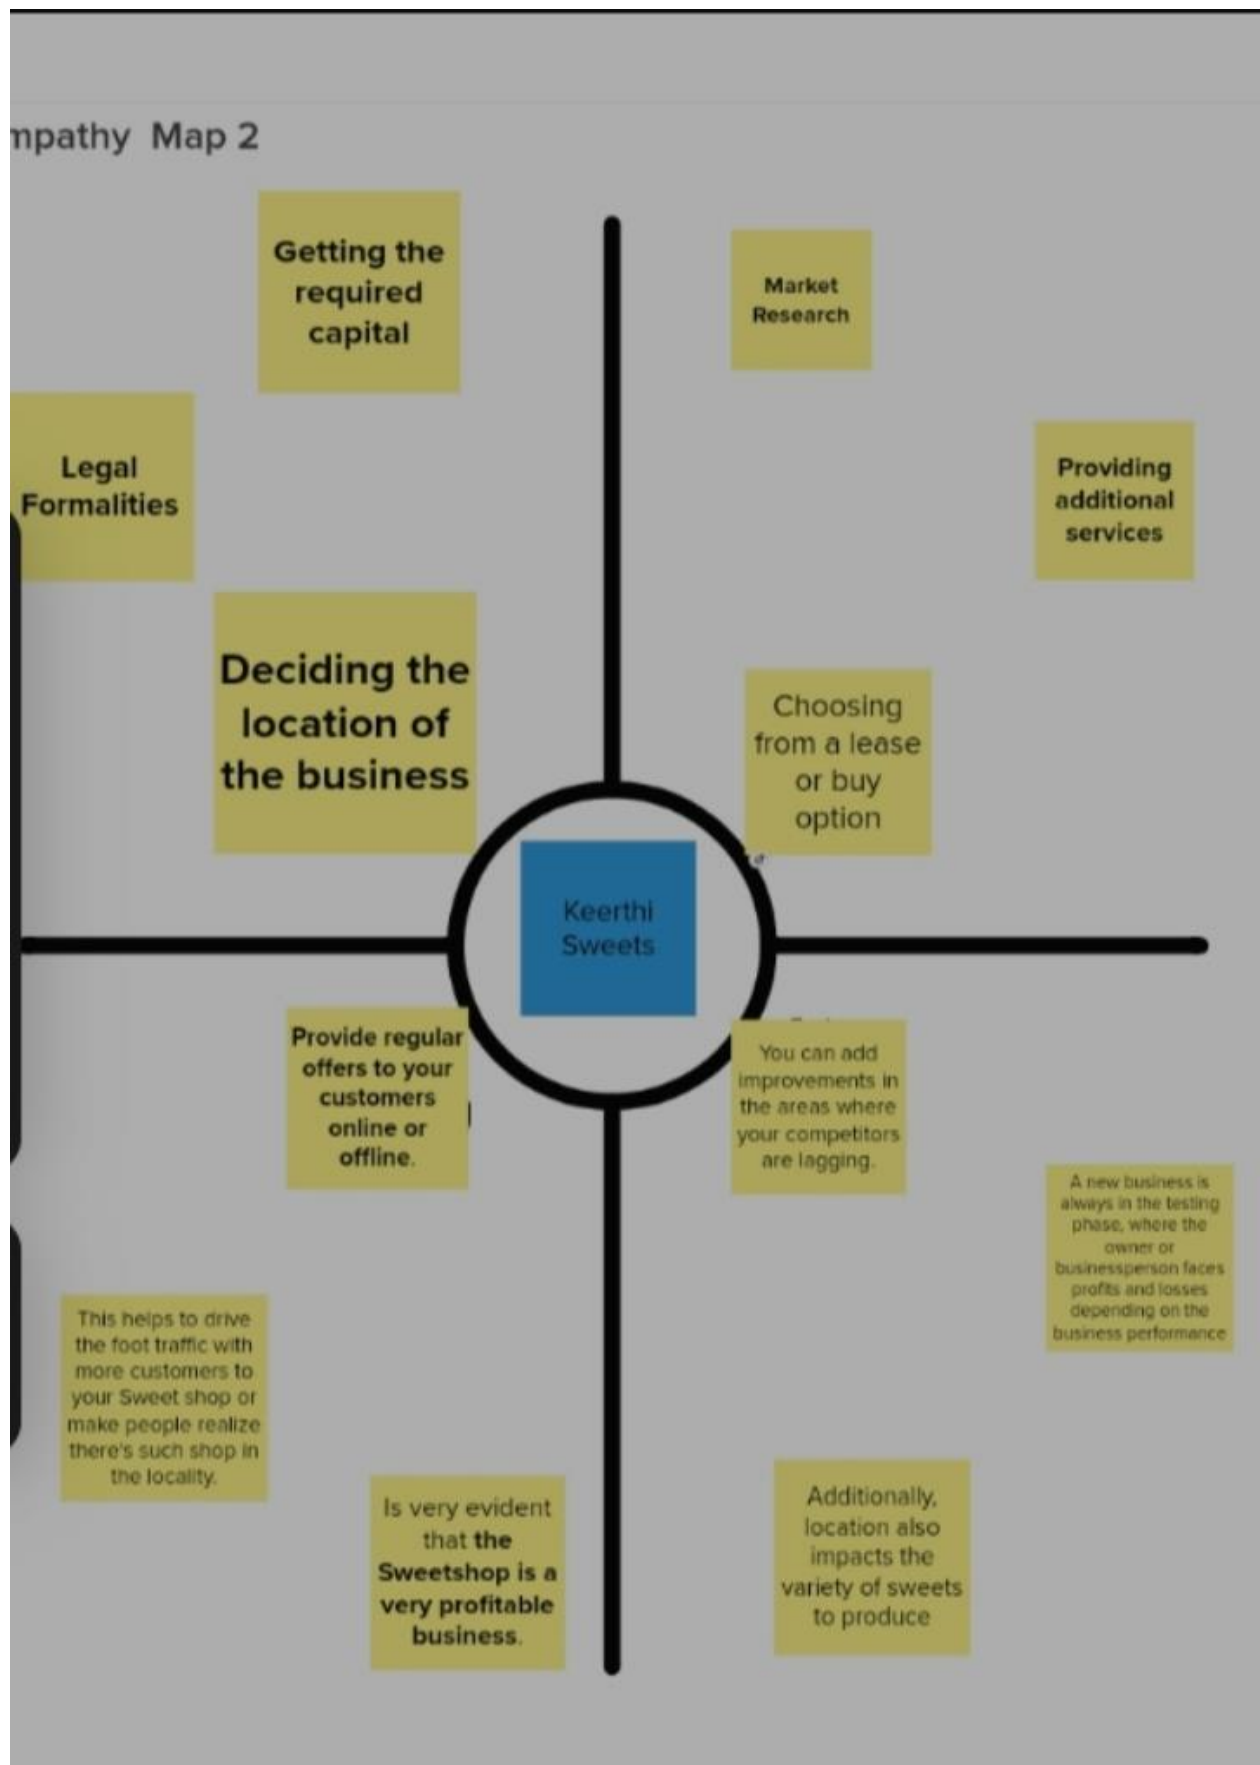 mpathy Map 2
Getting the
required
capital
Market
Research
Legal
Formalities
Providing
additional
services
Deciding the
location of
the business
Choosing
from a lease
or buy
option
Keerthi
Sweets
Provide regular
offers to your
customers
online or
offline.
You can add
improvements in
the areas where
your competitors
are lagging.
A new business is
always in the testing
phase, where the
owner or
businessperson faces
profits and losses
depending on the
business performance
This helps to drive
the foot traffic with
more customers to
your Sweet shop or
make people realize
there's such shop in
the locality.
Is very evident
that the
Sweetshop is a
very profitable
business.
Additionally,
location also
impacts the
variety of sweets
to produce